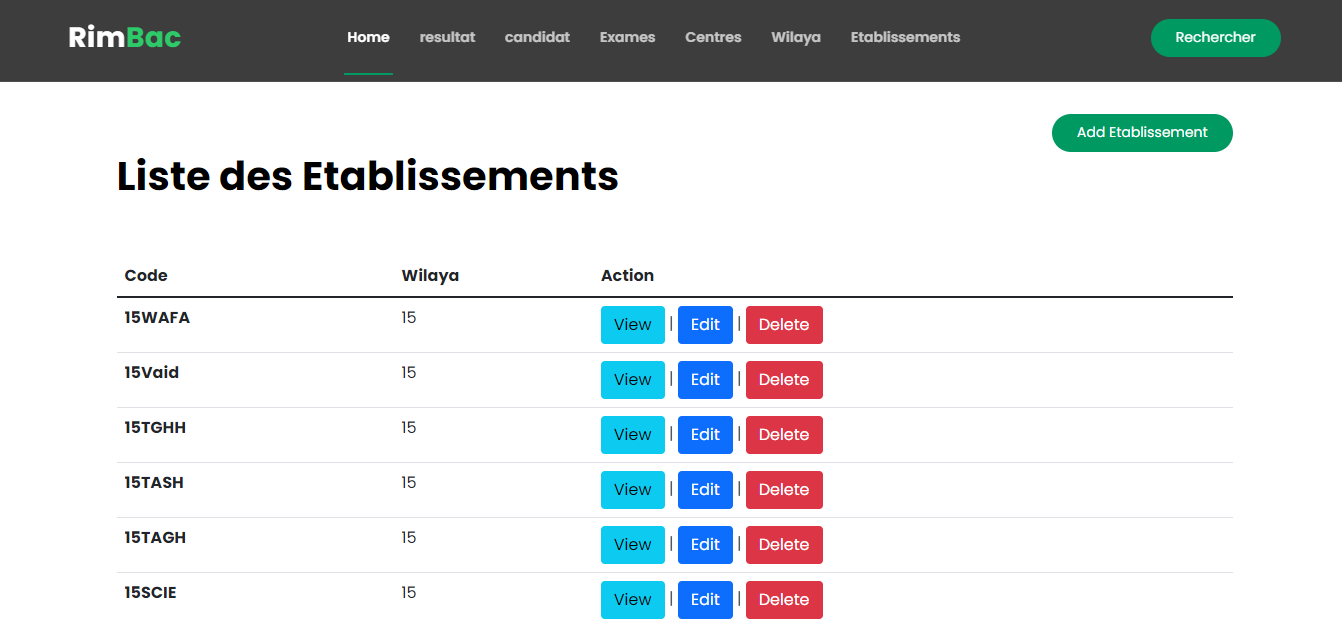 RimBac Home resultat candidat Exames Centres Wilaya Etablissements Rechercher
Add Etablissement
Liste des Etablissements
Code Wilaya Action
15WAFA 15 View | Edit | Delete
15Vaid 15 View | Edit | Delete
15TGHH 15 View | Edit | Delete
15TASH 15 View | Edit | Delete
15TAGH 15 View | Edit | Delete
15SCIE 15 View | Edit | Delete